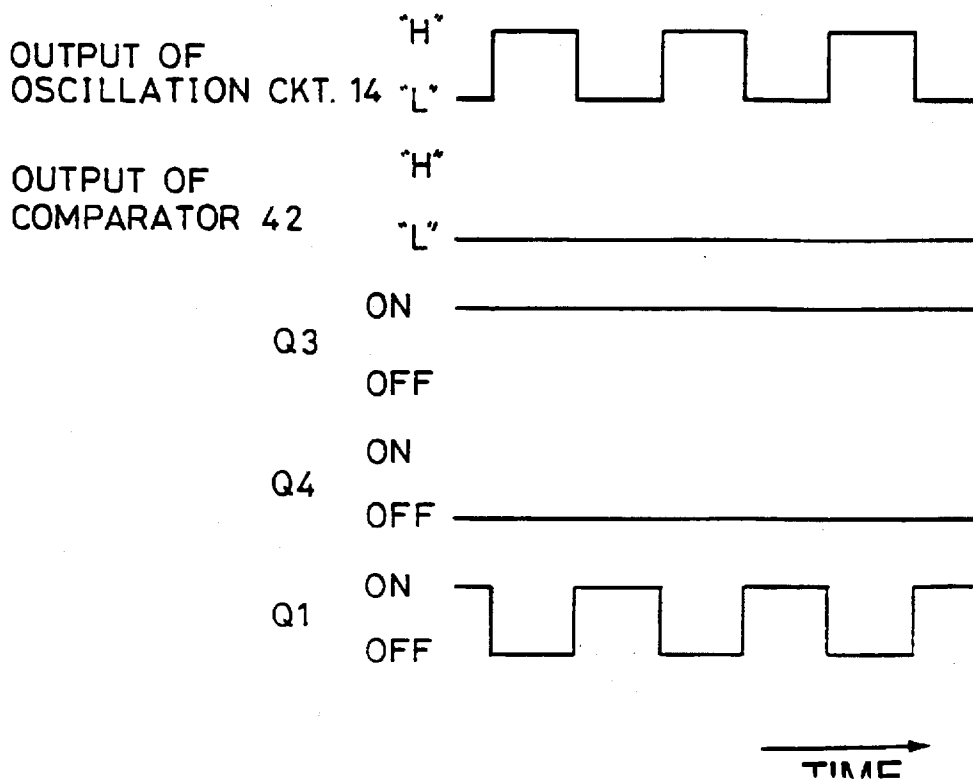 "H"
OUTPUT OF
OSCILLATION CKT. 14 "L"
"H"
OUTPUT OF
COMPARATOR 42
"L"
ON
Q3
OFF
ON
Q4
OFF
ON
Q1
OFF
TIME